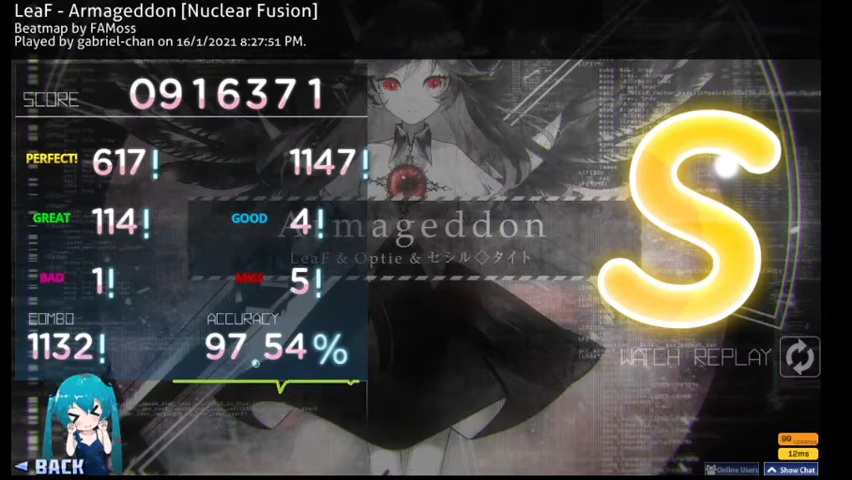 LeaF - Armageddon [Nuclear Fusion]
Beatmap by FAMoss
Played by gabriel-chan on 16/1/2021 8:27:51 PM.
SCORE 0916371
PERFECT! 617! 1147!
GREAT 114! GOOD 4!
Armageddon
LeaF & Optie & セシル◇タイト
BAD 1! MISS 5!
COMBO ACCURACY
1132! 97.54%
WATCH REPLAY
BACK
12ms
Online Users Show Chat